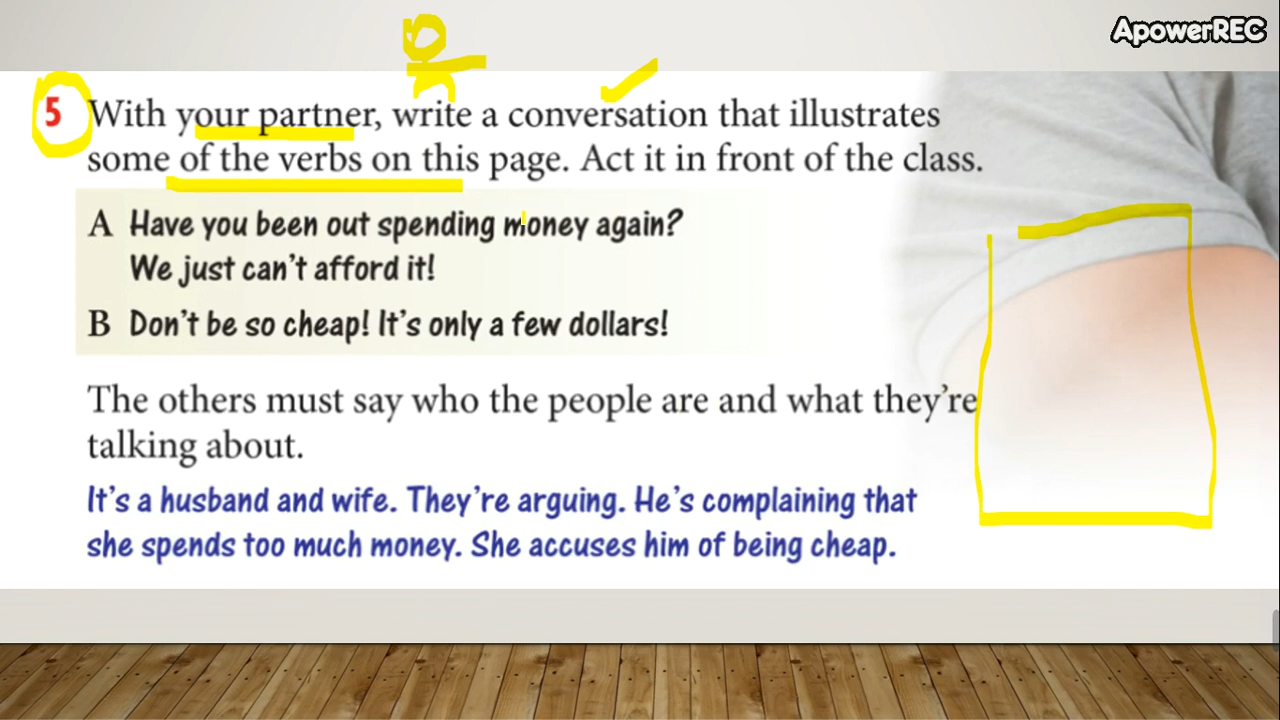 ApowerREC
5 With your partner, write a conversation that illustrates
some of the verbs on this page. Act it in front of the class.
A Have you been out spending money again?
We just can't afford it!
B Don't be so cheap! It's only a few dollars!
The others must say who the people are and what they're
talking about.
It's a husband and wife. They're arguing. He's complaining that
she spends too much money. She accuses him of being cheap.